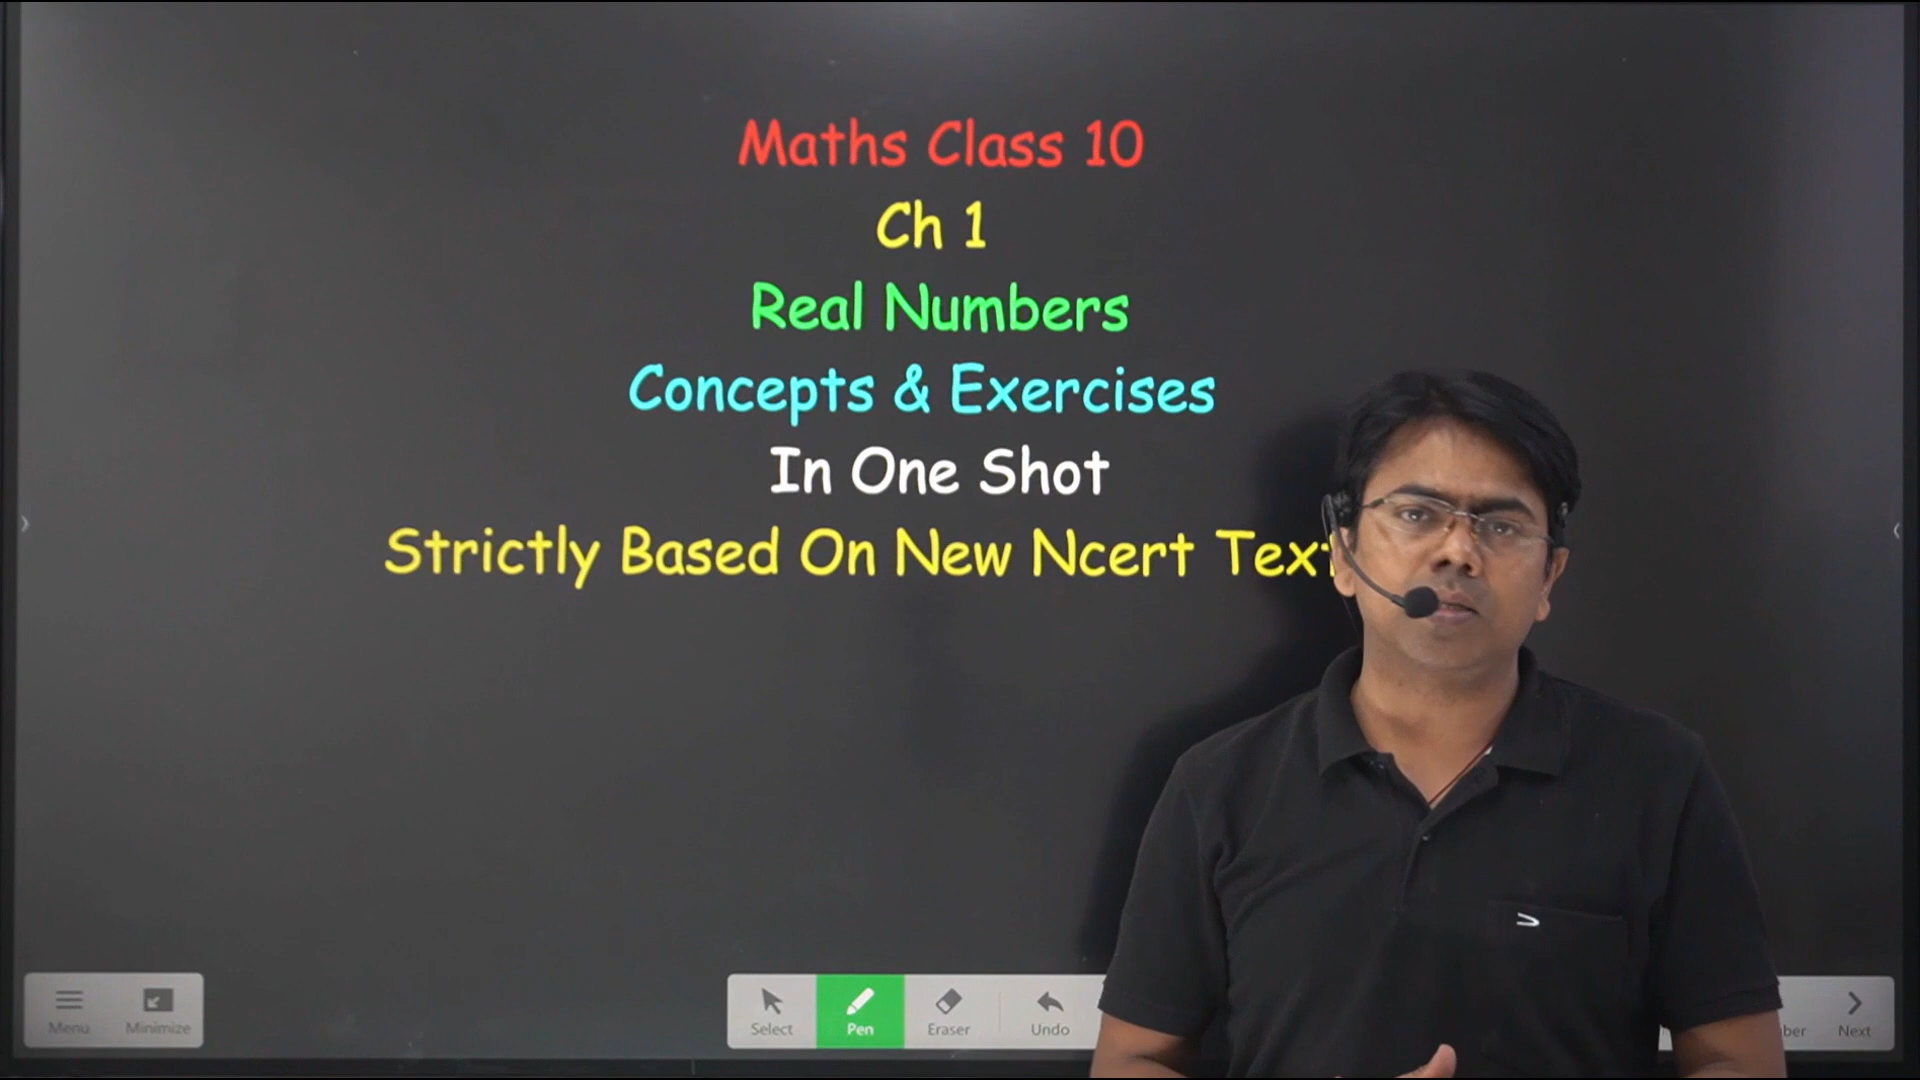 Maths Class 10
Ch 1
Real Numbers
Concepts & Exercises
In One Shot
Strictly Based On New Ncert Text
Menu
Minimize
Select
Pen
Eraser
Undo
Next